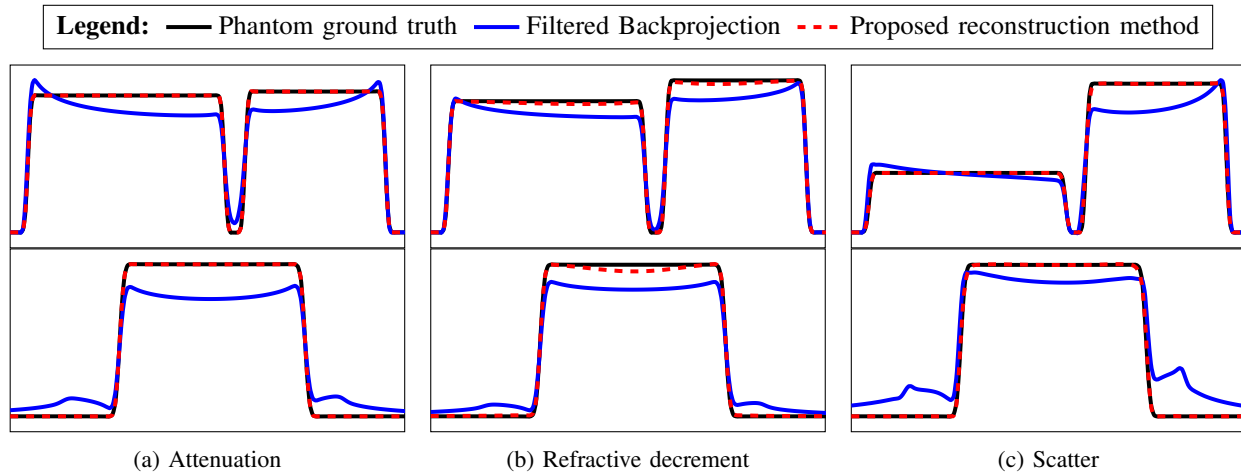 Legend: Phantom ground truth Filtered Backprojection Proposed reconstruction method
(a) Attenuation
(b) Refractive decrement
(c) Scatter